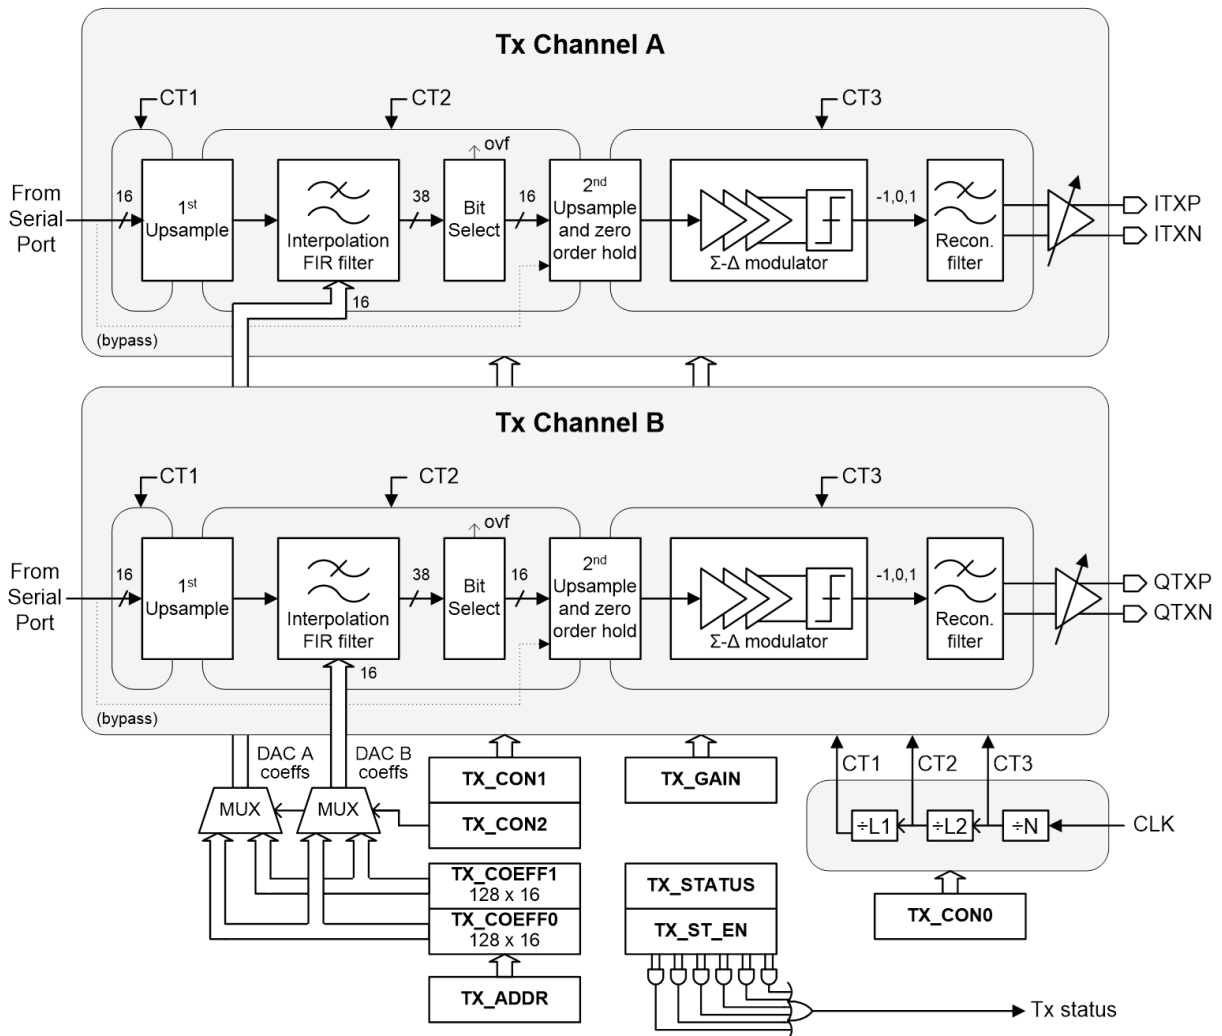 Tx Channel A
CT1
CT2
CT3
ovf
From
Serial
Port
16
1st
Upsample
Interpolation
FIR filter
38
Bit
Select
16
2nd
Upsample
and zero
order hold
Σ-Δ modulator
-1,0,1
Recon.
filter
ITXP
ITXN
16
(bypass)
Tx Channel B
CT1
CT2
CT3
ovf
From
Serial
Port
16
1st
Upsample
Interpolation
FIR filter
38
Bit
Select
16
2nd
Upsample
and zero
order hold
Σ-Δ modulator
-1,0,1
Recon.
filter
QTXP
QTXN
16
(bypass)
DAC A
coeffs
DAC B
coeffs
MUX
MUX
TX_CON1
TX_CON2
TX_GAIN
CT1
CT2
CT3
÷L1
÷L2
÷N
CLK
TX_CON0
TX_COEFF1
128 x 16
TX_COEFF0
128 x 16
TX_ADDR
TX_STATUS
TX_ST_EN
Tx status